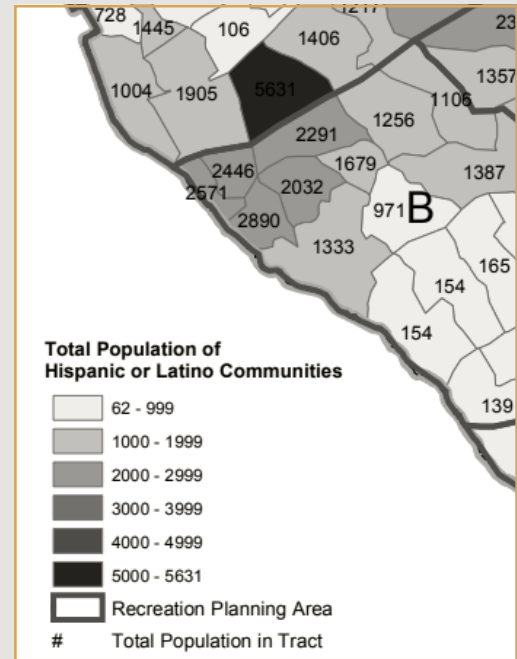 728
1445
106
1406
1357
1004
1905
5631
1106
1256
2291
1679
1387
2446
2571
2032
971 B
2890
1333
165
154
154
139
Total Population of
Hispanic or Latino Communities
62 - 999
1000 - 1999
2000 - 2999
3000 - 3999
4000 - 4999
5000 - 5631
Recreation Planning Area
# Total Population in Tract